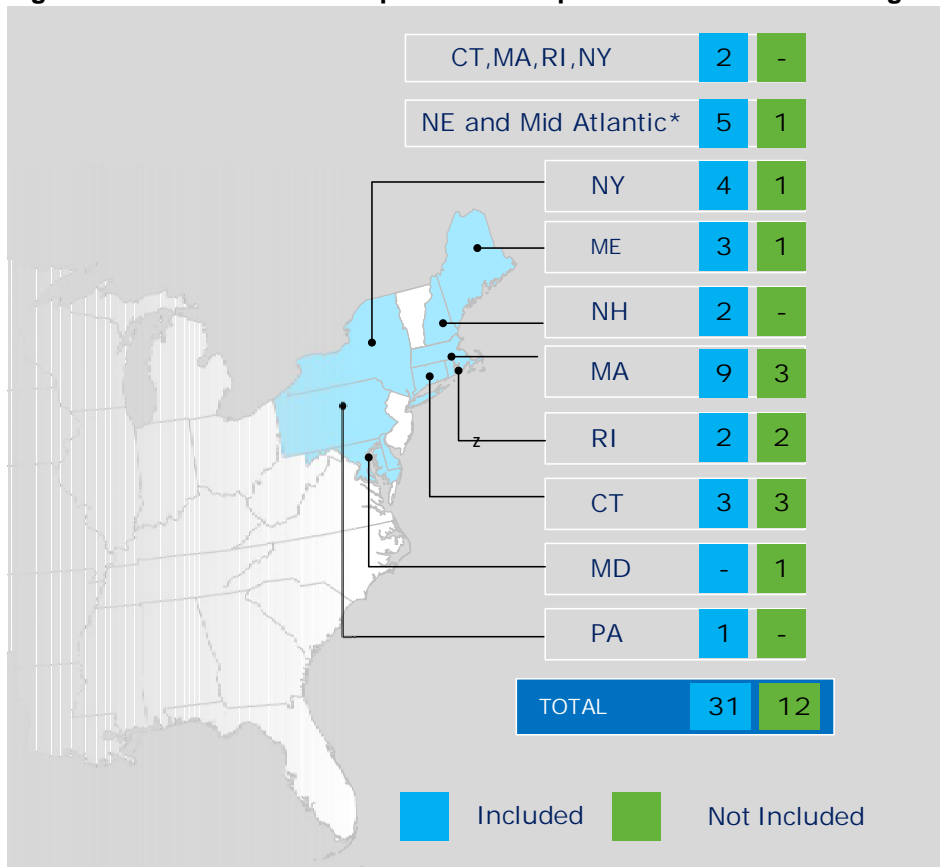 CT,MA,RI,NY 2 -
NE and Mid Atlantic* 5 1
NY 4 1
ME 3 1
NH 2 -
MA 9 3
RI 2 2
z
CT 3 3
MD - 1
PA 1 -
TOTAL 31 12
Included Not Included